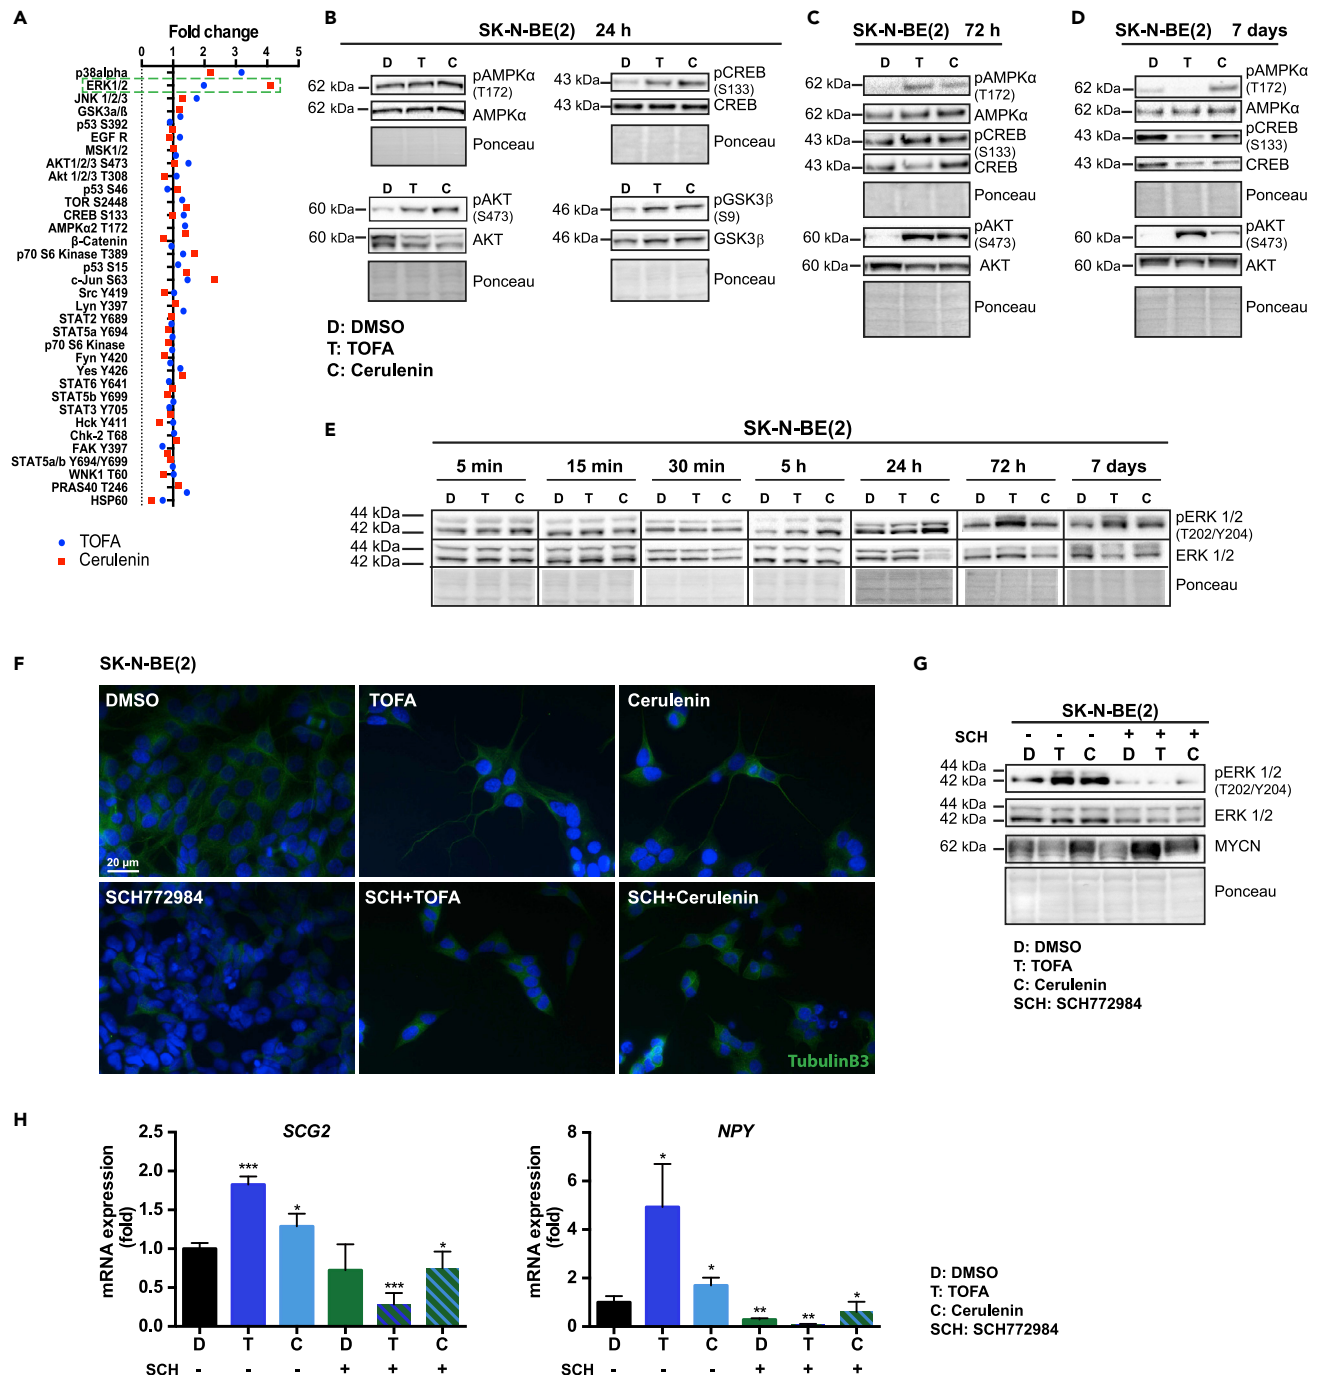 A
Fold change
0 1 2 3 4 5
p38alpha
ERK1/2
JNK 1/2/3
GSK3a/ß
p53 S392
EGF R
MSK1/2
AKT1/2/3 S473
Akt 1/2/3 T308
p53 S46
TOR S2448
CREB S133
AMPKα2 T172
β-Catenin
p70 S6 Kinase T389
p53 S15
c-Jun S63
Src Y419
Lyn Y397
STAT2 Y689
STAT5a Y694
p70 S6 Kinase
Fyn Y420
Yes Y426
STAT6 Y641
STAT5b Y699
STAT3 Y705
Hck Y411
Chk-2 T68
FAK Y397
STAT5a/b Y694/Y699
WNK1 T60
PRAS40 T246
HSP60
TOFA
Cerulenin
B
SK-N-BE(2) 24 h
D T C
62 kDa
pAMPKα
(T172)
62 kDa
AMPKα
Ponceau
D T C
43 kDa
pCREB
(S133)
43 kDa
CREB
Ponceau
D T C
60 kDa
pAKT
(S473)
60 kDa
AKT
Ponceau
D T C
46 kDa
pGSK3β
(S9)
46 kDa
GSK3β
Ponceau
D: DMSO
T: TOFA
C: Cerulenin
C
SK-N-BE(2) 72 h
D T C
62 kDa
pAMPKα
(T172)
62 kDa
AMPKα
43 kDa
pCREB
(S133)
43 kDa
CREB
Ponceau
60 kDa
pAKT
(S473)
60 kDa
AKT
Ponceau
D
SK-N-BE(2) 7 days
D T C
62 kDa
pAMPKα
(T172)
62 kDa
AMPKα
43 kDa
pCREB
(S133)
43 kDa
CREB
Ponceau
60 kDa
pAKT
(S473)
60 kDa
AKT
Ponceau
E
SK-N-BE(2)
5 min 15 min 30 min 5 h 24 h 72 h 7 days
D T C D T C D T C D T C D T C D T C D T C
44 kDa
42 kDa
pERK 1/2
(T202/Y204)
44 kDa
42 kDa
ERK 1/2
Ponceau
F
SK-N-BE(2)
DMSO
20 µm
TOFA
Cerulenin
SCH772984
SCH+TOFA
SCH+Cerulenin
TubulinB3
G
SK-N-BE(2)
SCH - - - + + +
D T C D T C
44 kDa
42 kDa
pERK 1/2
(T202/Y204)
44 kDa
42 kDa
ERK 1/2
62 kDa
MYCN
Ponceau
D: DMSO
T: TOFA
C: Cerulenin
SCH: SCH772984
H
SCG2
mRNA expression
(fold)
2.5
2.0
1.5
1.0
0.5
0.0
*** * *** *
D T C D T C
SCH - - - + + +
NPY
mRNA expression
(fold)
8
6
4
2
0
* * ** ** *
D T C D T C
SCH - - - + + +
D: DMSO
T: TOFA
C: Cerulenin
SCH: SCH772984